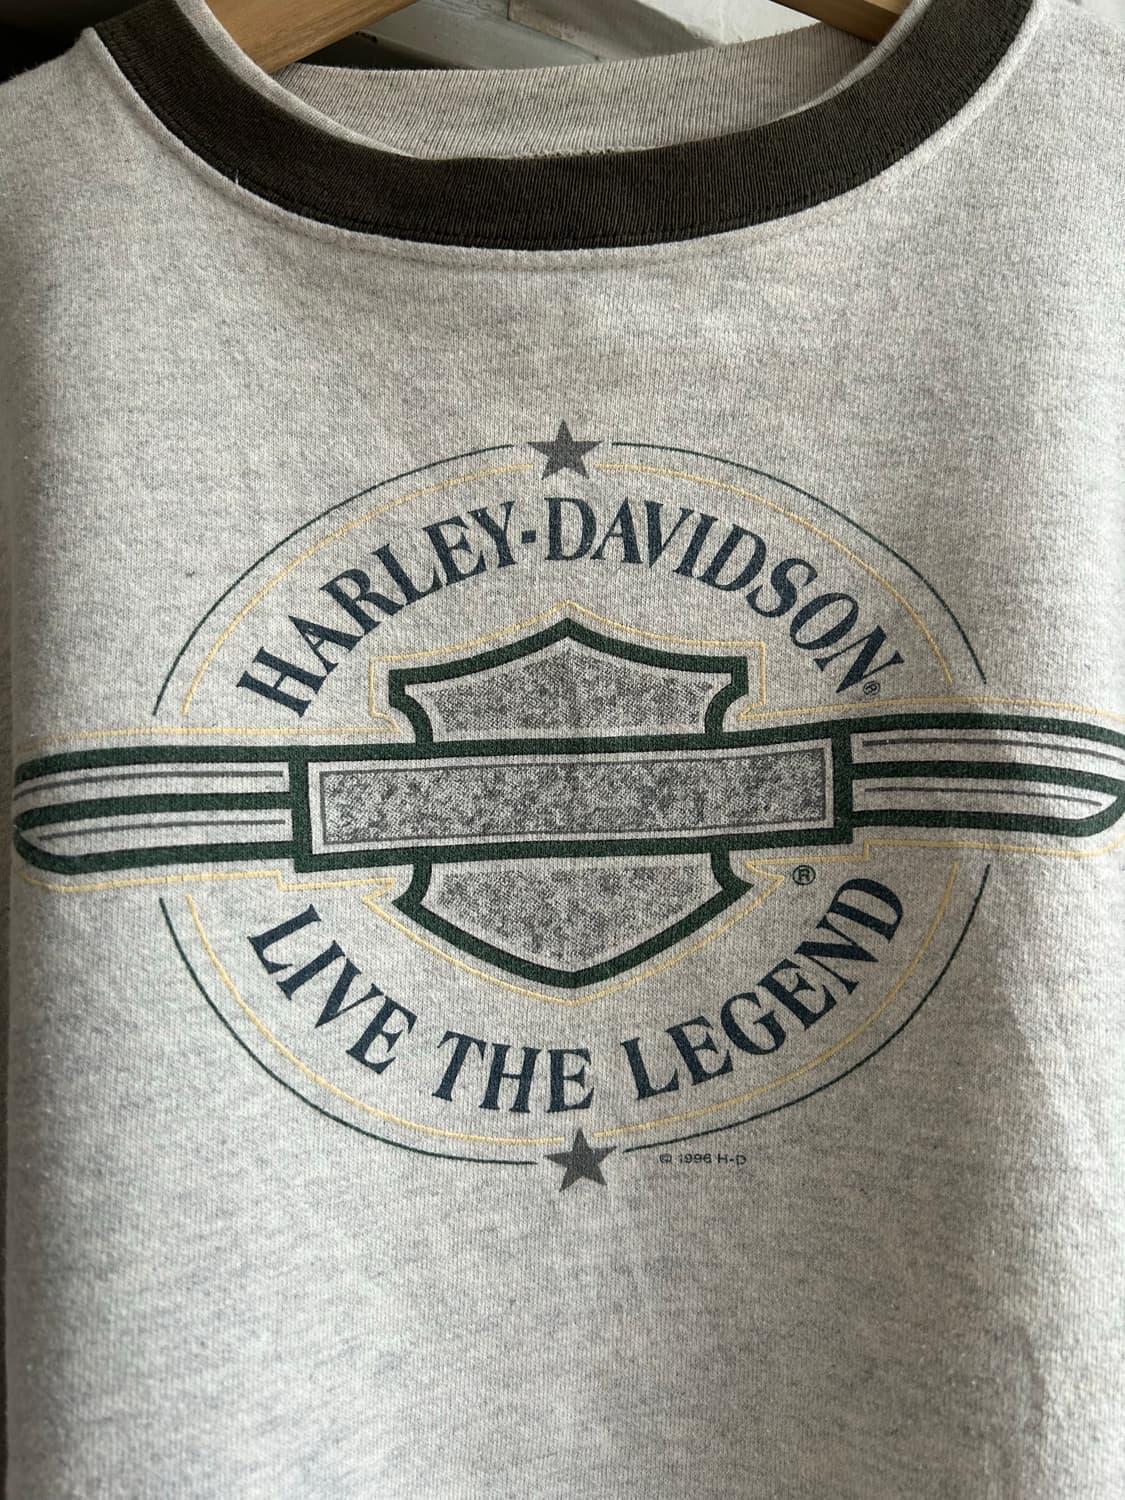 HARLEY-DAVIDSON®
®
LIVE THE LEGEND
© 1996 H-D